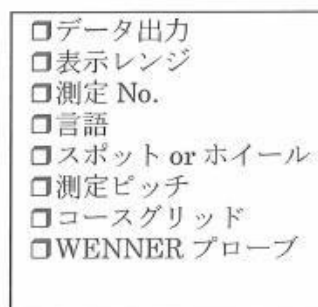 ❒データ出力
❒表示レンジ
❒測定 No.
❒言語
❒スポット or ホイール
❒測定ピッチ
❒コースグリッド
❒WENNER プローブ